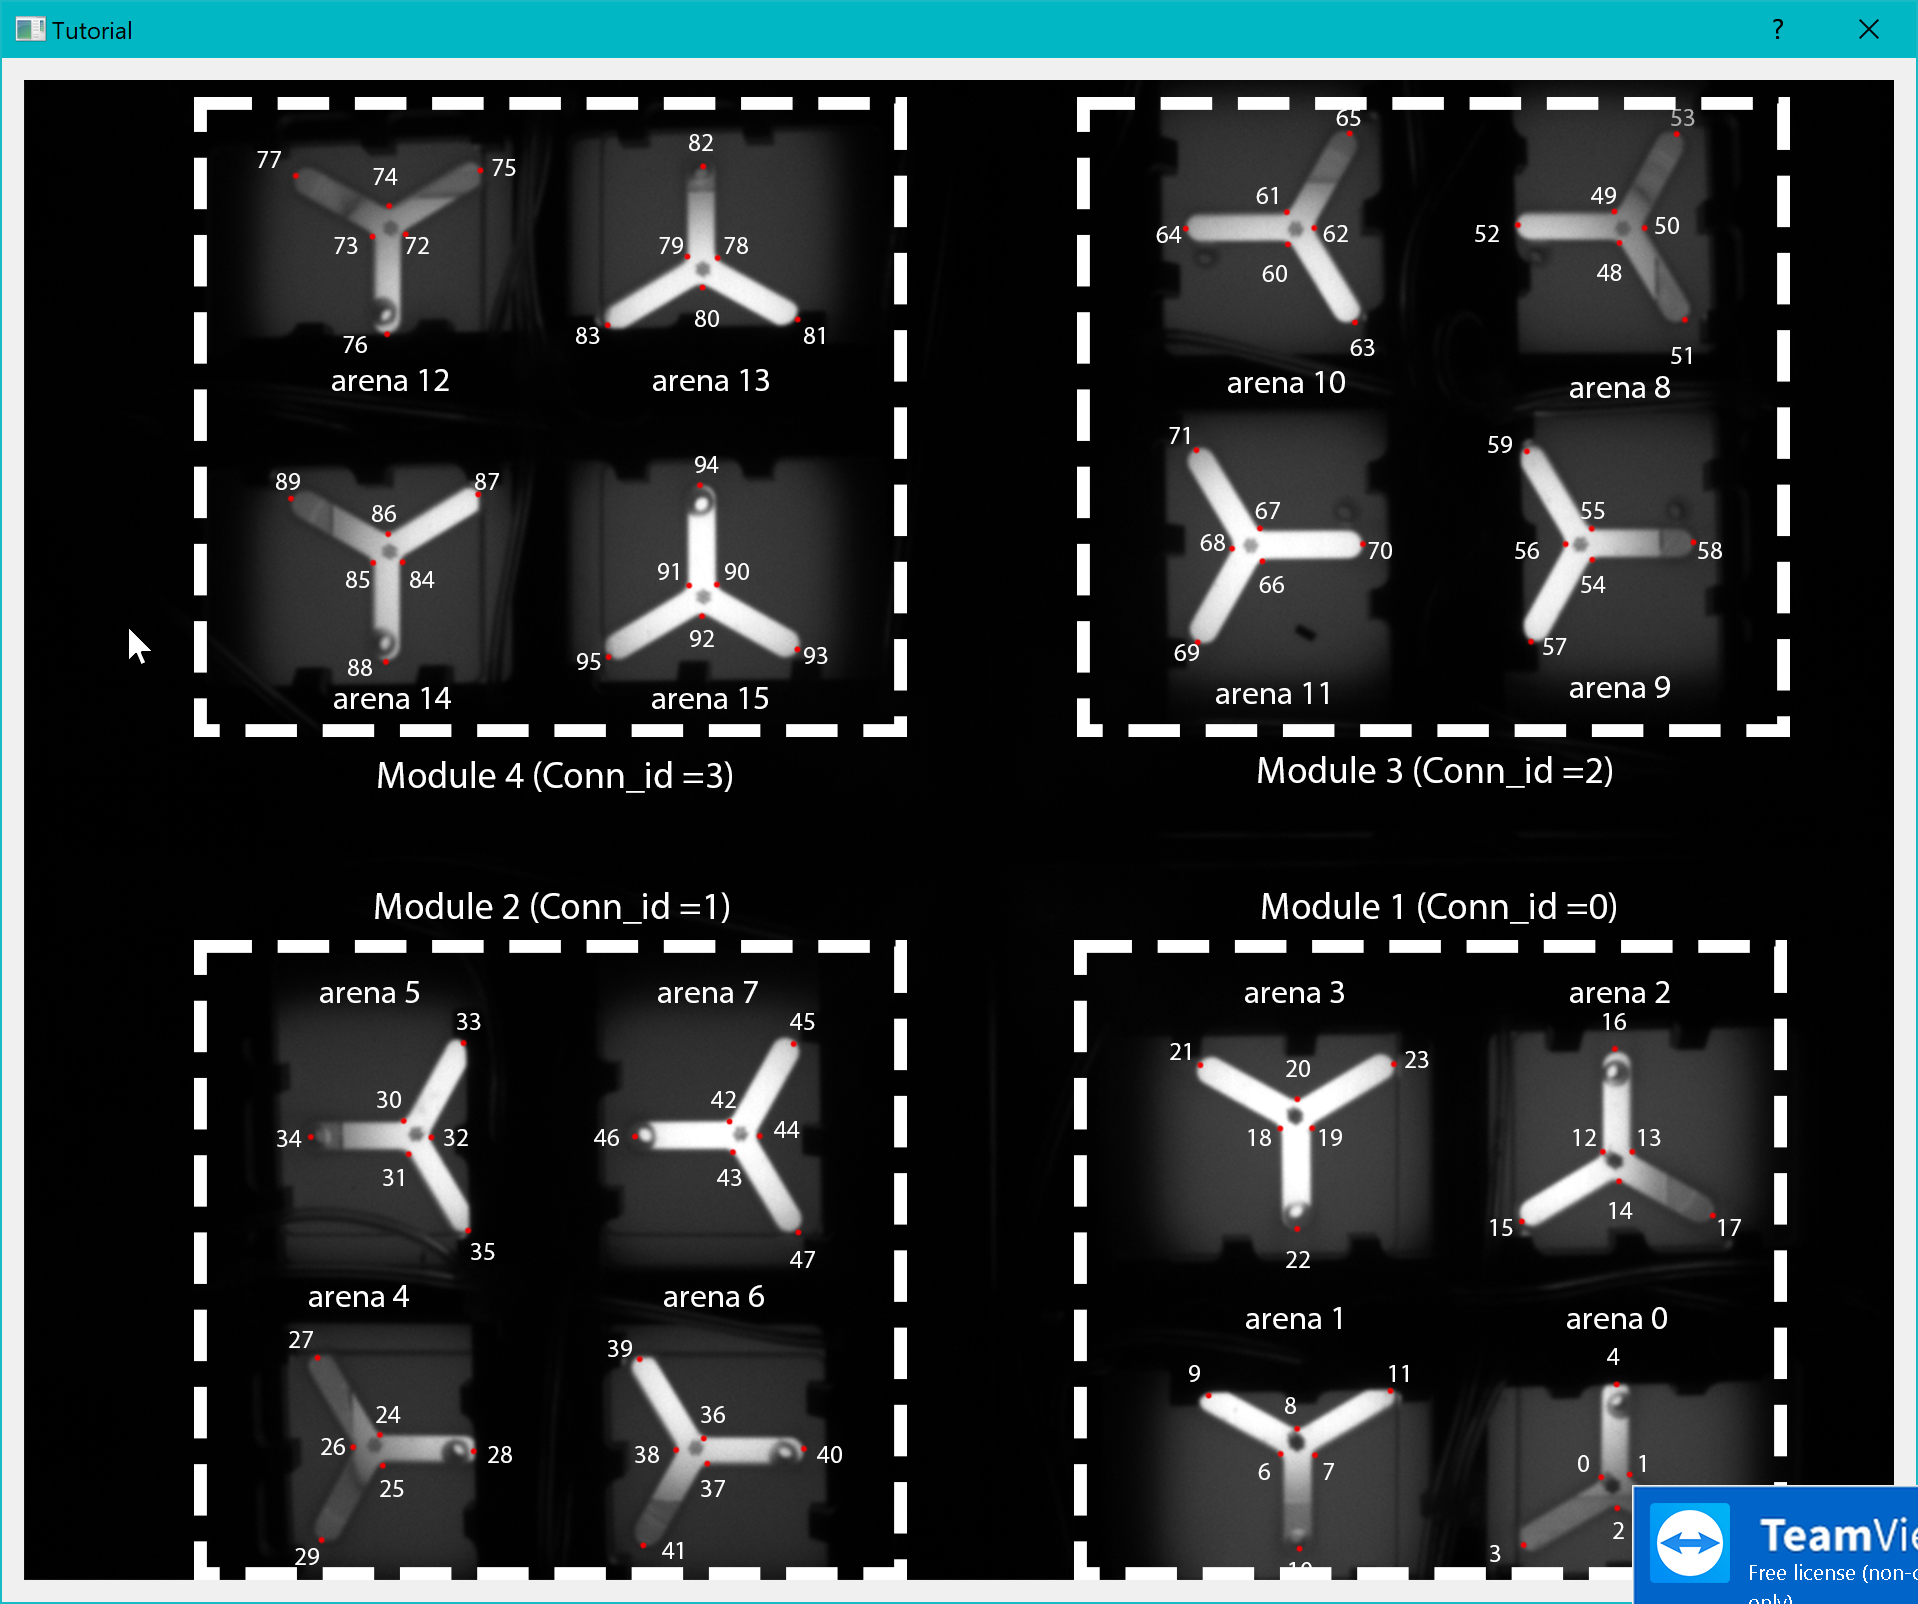 Tutorial
?
77 74 75 82 65 53
73 72 79 78 61 62 49 50
64 52
60 48
76 83 80 81 63 51
arena 12 arena 13 arena 10 arena 8
71 59
89 86 87 94 67 55
68 70 56 58
85 84 91 90 66 54
88 95 92 93 69 57
arena 14 arena 15 arena 11 arena 9
Module 4 (Conn_id =3) Module 3 (Conn_id =2)
Module 2 (Conn_id =1) Module 1 (Conn_id =0)
arena 5 arena 7 arena 3 arena 2
33 45 16
21 20 23
30 42
34 32 46 44 18 19 12 13
31 43
35 47 22 15 14 17
arena 4 arena 6 arena 1 arena 0
27 39 9 11 4
24 36 8
26 28 38 40 6 7 0 1
25 37
29 41 10 3 2
TeamVie
Free license (non-c
only)